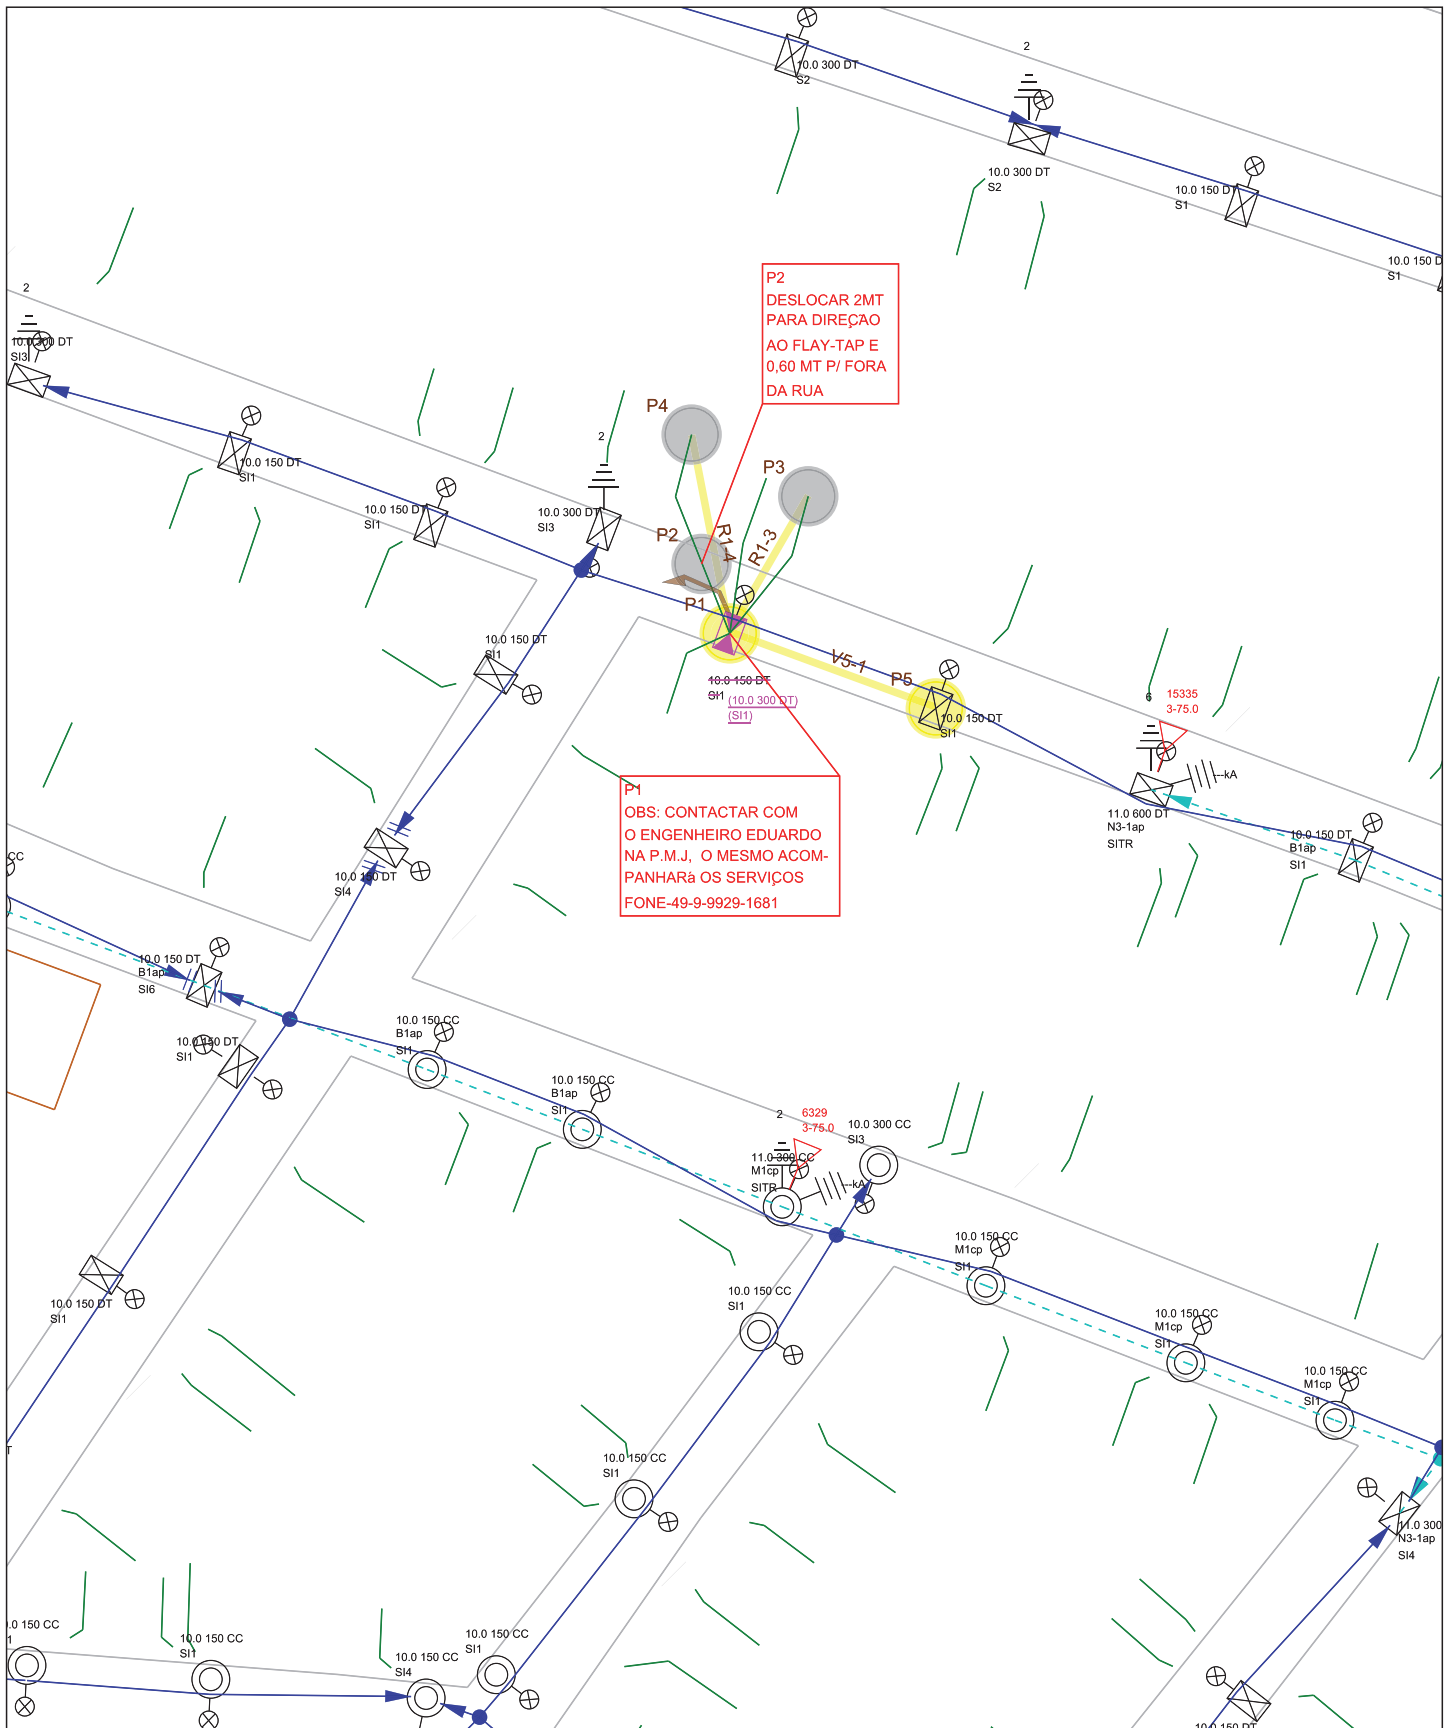 10.0 300 DT
S2
2
10.0 300 DT
S2
10.0 150 DT
S1
10.0 150 D
S1
2
10.0 300 DT
SI3
10.0 150 DT
SI1
10.0 150 DT
SI1
2
10.0 300 DT
SI3
P2
DESLOCAR 2MT
PARA DIREÇÃO
AO FLAY-TAP E
0,60 MT P/ FORA
DA RUA
P4
P3
P2
R1-4
R1-3
P1
V5-1
P5
10.0 150 DT
SI1
(10.0 300 DT)
(SI1)
10.0 150 DT
SI1
10.0 150 DT
SI1
6
15335
3-75.0
---kA
11.0 600 DT
N3-1ap
SITR
10.0 150 DT
B1ap
SI1
P1
OBS: CONTACTAR COM
O ENGENHEIRO EDUARDO
NA P.M.J, O MESMO ACOM-
PANHARá OS SERVIÇOS
FONE-49-9-9929-1681
10.0 150 DT
SI4
CC
10.0 150 DT
B1ap
SI6
10.0 150 DT
SI1
10.0 150 CC
B1ap
SI1
10.0 150 CC
B1ap
SI1
2
6329
3-75.0
11.0 300 CC
M1cp
SITR
---kA
10.0 300 CC
SI3
10.0 150 CC
M1cp
SI1
10.0 150 DT
SI1
10.0 150 CC
SI1
10.0 150 CC
M1cp
SI1
10.0 150 CC
M1cp
SI1
T
10.0 150 CC
SI1
11.0 300
N3-1ap
SI4
.0 150 CC
1
10.0 150 CC
SI1
10.0 150 CC
SI4
10.0 150 CC
SI1
10.0 150 DT